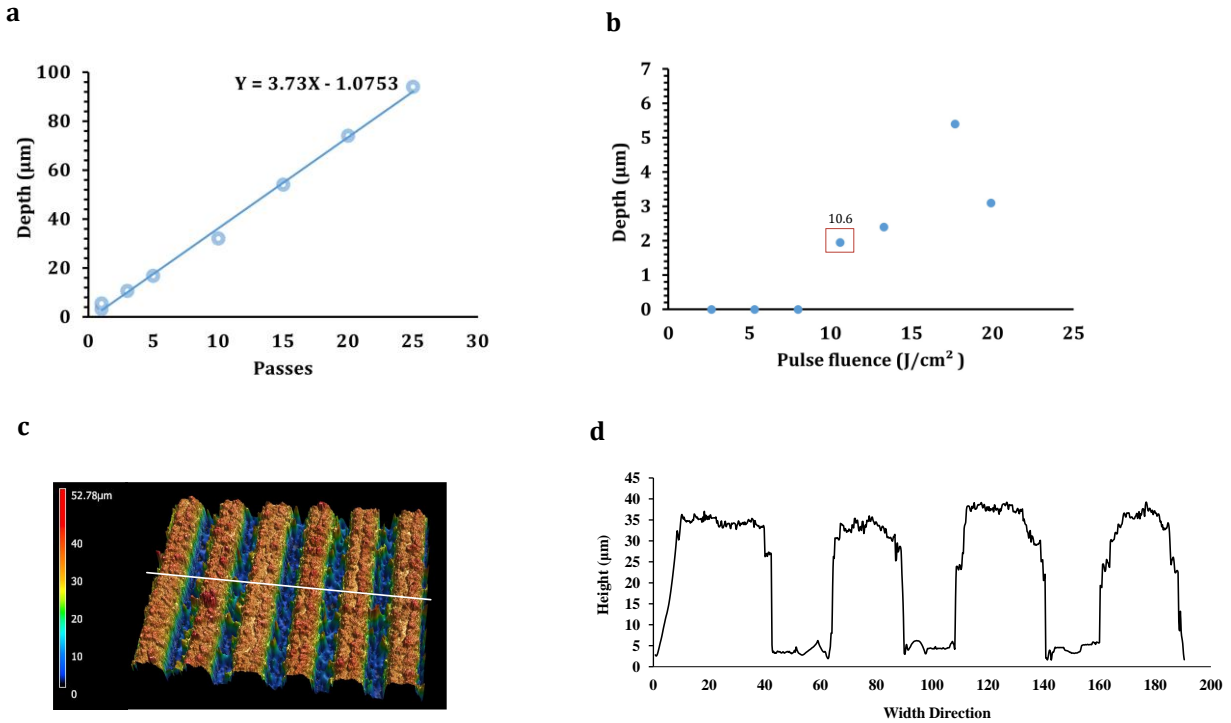 a
Y = 3.73X - 1.0753
100
80
60
40
20
0
Depth (µm)
0 5 10 15 20 25 30
Passes
b
7
6
5
4
3
2
1
0
Depth (µm)
10.6
0 5 10 15 20 25
Pulse fluence (J/cm² )
c
52.78µm
40
30
20
10
0
d
45
40
35
30
25
20
15
10
5
0
Height (µm)
0 20 40 60 80 100 120 140 160 180 200
Width Direction